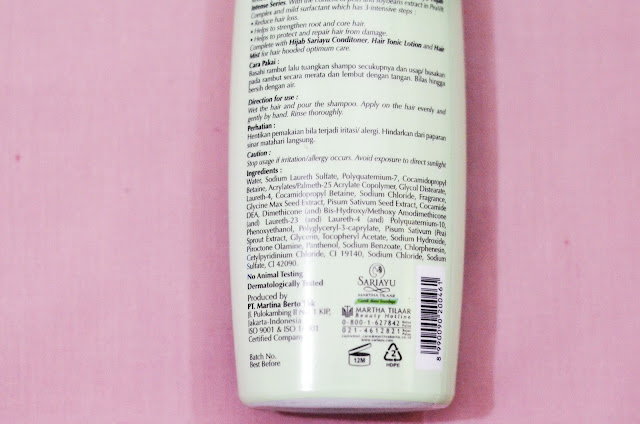 Intense Series. With the
extract in
Complex and mild surfactant which has 3-intensive steps :
• Reduce hair loss.
• Helps to strengthen root and core hair.
• Helps to protect and repair hair from damage.
Complete with Hijab Sariayu Conditoner, Hair Tonic Lotion and Hair
Mist for hair hooded optimum care.
Cara Pakai :
Basahi rambut lalu tuangkan shampo secukupnya dan usap/ busakan
pada rambut secara merata dan lembut dengan tangan. Bilas hingga
bersih dengan air.
Direction for use :
Wet the hair and pour the shampoo. Apply on the hair evenly and
gently by hand. Rinse thoroughly.
Perhatian :
Hentikan pemakaian bila terjadi iritasi/ alergi. Hindarkan dari paparan
sinar matahari langsung.
Caution :
Stop usage if irritation/allergy occurs. Avoid exposure to direct sunlight
Ingredients :
Water, Sodium Laureth Sulfate, Polyquaternium-7, Cocamidopropyl
Betaine, Acrylates/Palmeth-25 Acrylate Copolymer, Glycol Distearate,
Laureth-4, Cocamidopropyl Betaine, Sodium Chloride, Fragrance,
Glycine Max Seed Extract, Pisum Sativum Seed Extract, Cocamide
DEA, Dimethicone (and) Bis-Hydroxy/Methoxy Amodimethicone
(and) Laureth-23 (and) Laureth-4 (and) Polyquaternium-10,
Phenoxyethanol, Polyglyceryl-3-caprylate, Pisum Sativum (Pea)
Sprout Extract, Glycerin, Tocopheryl Acetate, Sodium Hydroxide,
Piroctone Olamine, Panthenol, Sodium Benzoate, Chlorphenesin,
Cetylpyridinium Chloride, CI 19140, Sodium Chloride, Sodium
Sulfate, CI 42090.
No Animal Testing
Dermatologically Tested
Produced by
PT. Martina Berto Tbk
Jl. Pulokambing II No. 1 KIP,
Jakarta-Indonesia
ISO 9001 & ISO 14001
Certified Company
Batch No.
Best Before
SARIAYU
MARTHA TILAAR
MARTHA TILAAR
Beauty Hotline
0-800-1-627842
021-4612821
12M
2
HDPE
8 990090 200461